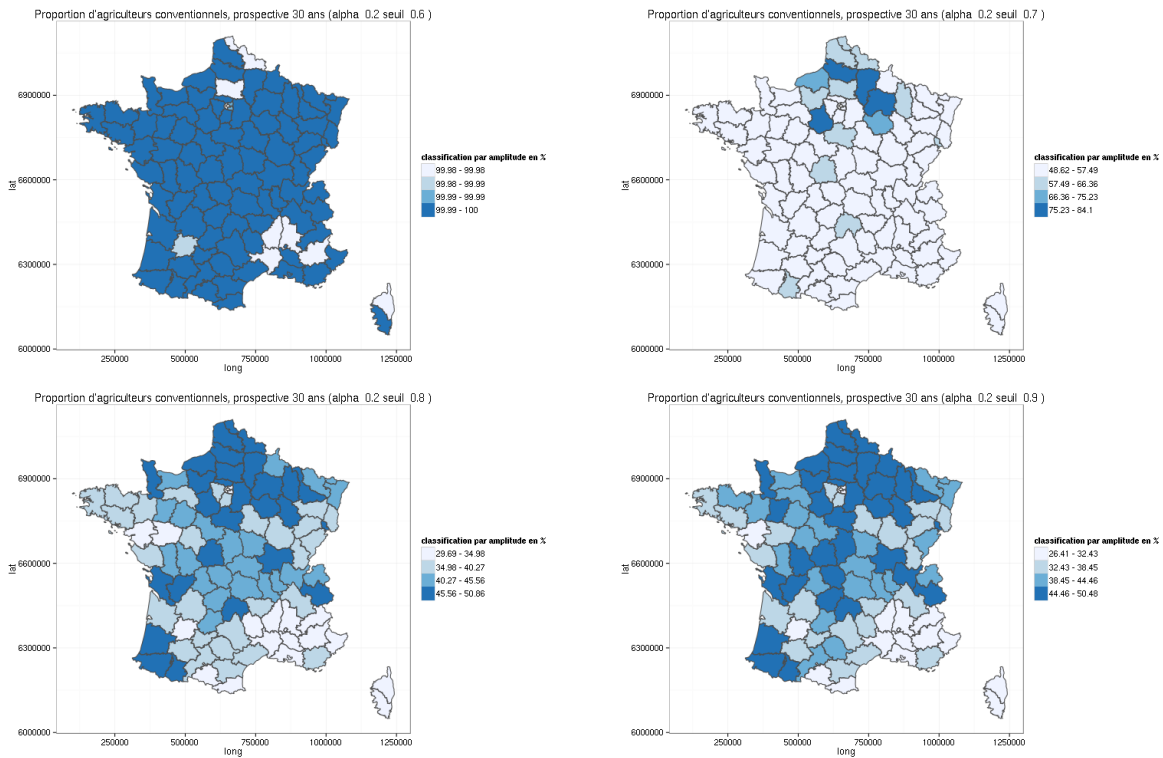 Proportion d'agriculteurs conventionnels, prospective 30 ans (alpha 0.2 seuil 0.6 )
6900000
6600000
6300000
6000000
lat
250000 500000 750000 1000000 1250000
long
classification par amplitude en %
99.98 - 99.98
99.98 - 99.99
99.99 - 99.99
99.99 - 100
Proportion d'agriculteurs conventionnels, prospective 30 ans (alpha 0.2 seuil 0.7 )
6900000
6600000
6300000
6000000
lat
250000 500000 750000 1000000 1250000
long
classification par amplitude en %
48.62 - 57.49
57.49 - 66.36
66.36 - 75.23
75.23 - 84.1
Proportion d'agriculteurs conventionnels, prospective 30 ans (alpha 0.2 seuil 0.8 )
6900000
6600000
6300000
6000000
lat
250000 500000 750000 1000000 1250000
long
classification par amplitude en %
29.69 - 34.98
34.98 - 40.27
40.27 - 45.56
45.56 - 50.86
Proportion d'agriculteurs conventionnels, prospective 30 ans (alpha 0.2 seuil 0.9 )
6900000
6600000
6300000
6000000
lat
250000 500000 750000 1000000 1250000
long
classification par amplitude en %
26.41 - 32.43
32.43 - 38.45
38.45 - 44.46
44.46 - 50.48